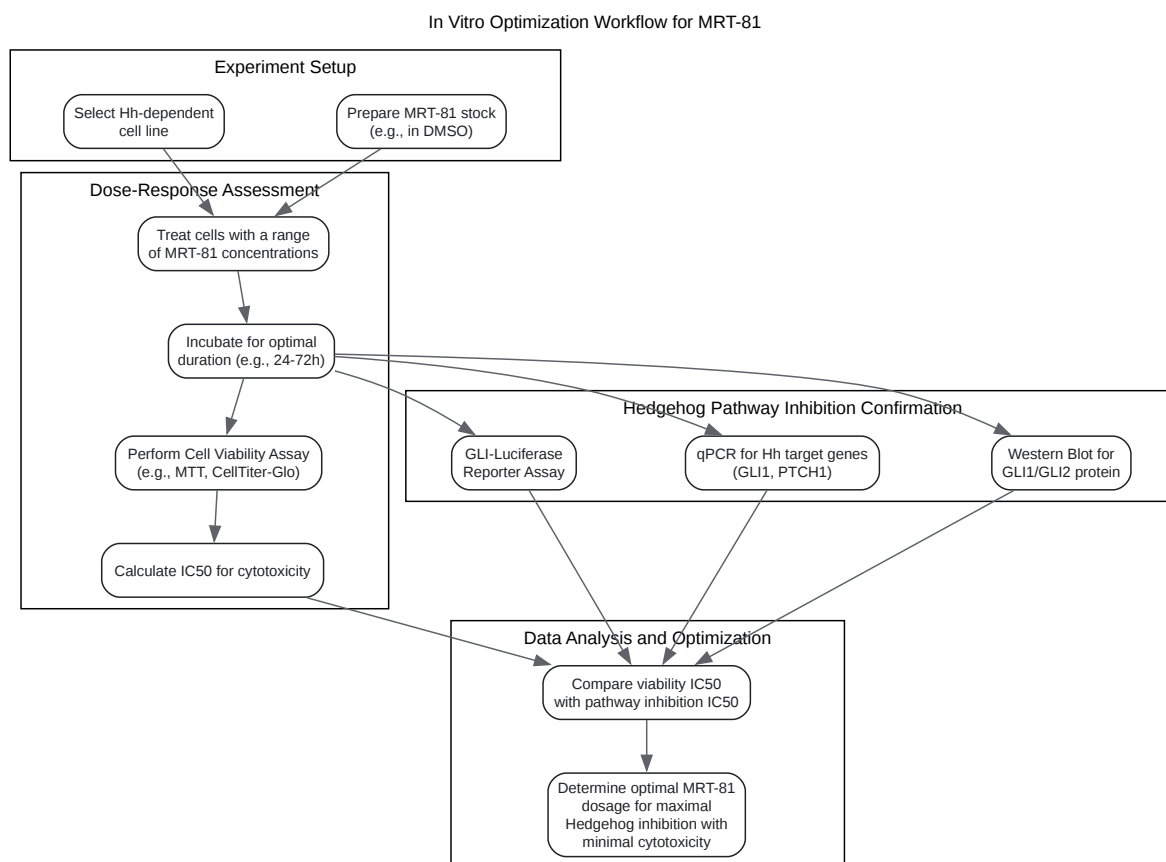 In Vitro Optimization Workflow for MRT-81
Experiment Setup
Select Hh-dependent
cell line
Prepare MRT-81 stock
(e.g., in DMSO)
Dose-Response Assessment
Treat cells with a range
of MRT-81 concentrations
Incubate for optimal
duration (e.g., 24-72h)
Hedgehog Pathway Inhibition Confirmation
Perform Cell Viability Assay
(e.g., MTT, CellTiter-Glo)
GLI-Luciferase
Reporter Assay
qPCR for Hh target genes
(GLI1, PTCH1)
Western Blot for
GLI1/GLI2 protein
Calculate IC50 for cytotoxicity
Data Analysis and Optimization
Compare viability IC50
with pathway inhibition IC50
Determine optimal MRT-81
dosage for maximal
Hedgehog inhibition with
minimal cytotoxicity